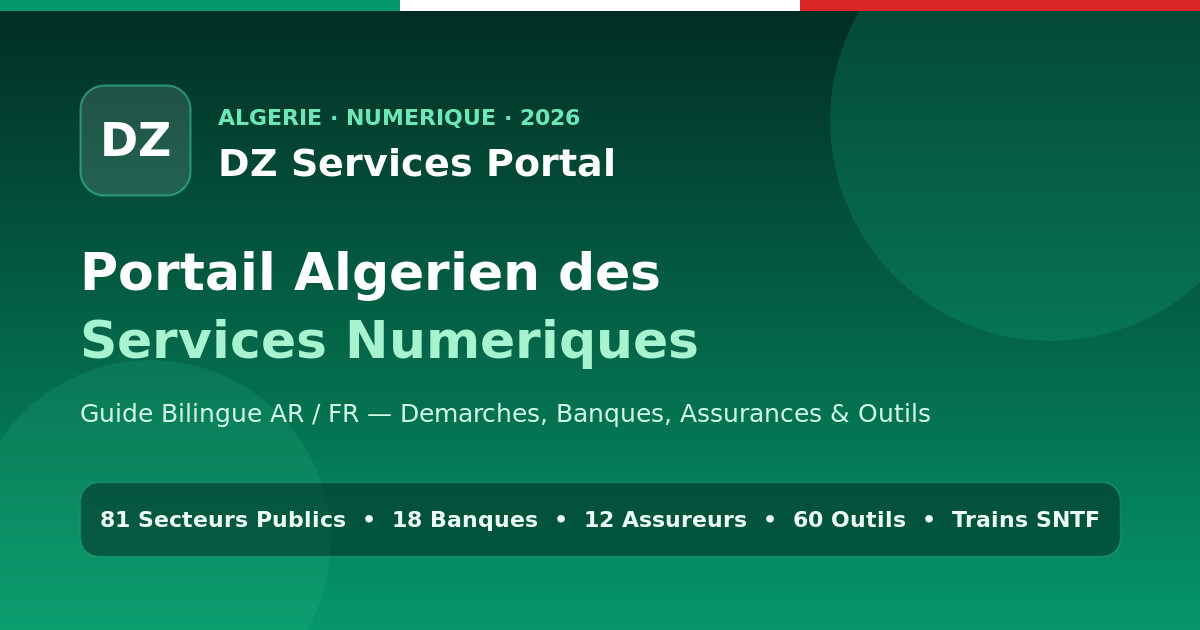 DZ
ALGERIE · NUMERIQUE · 2026
DZ Services Portal
Portail Algerien des
Services Numeriques
Guide Bilingue AR / FR — Demarches, Banques, Assurances & Outils
81 Secteurs Publics • 18 Banques • 12 Assureurs • 60 Outils • Trains SNTF